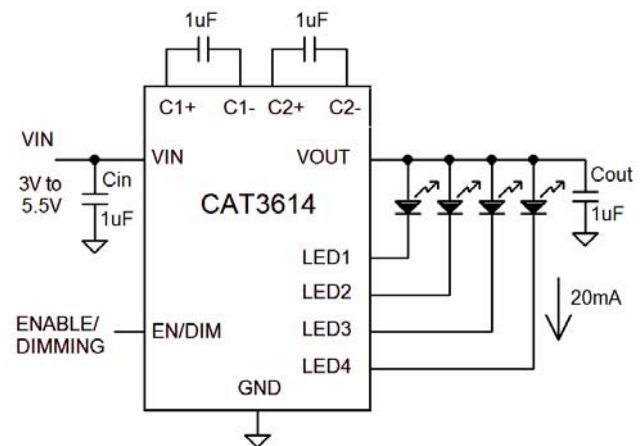 1uF
1uF
C1+
C1-
C2+
C2-
VIN
VIN
VOUT
3V to
5.5V
Cin
1uF
CAT3614
Cout
1uF
LED1
LED2
20mA
ENABLE/
DIMMING
EN/DIM
LED3
LED4
GND